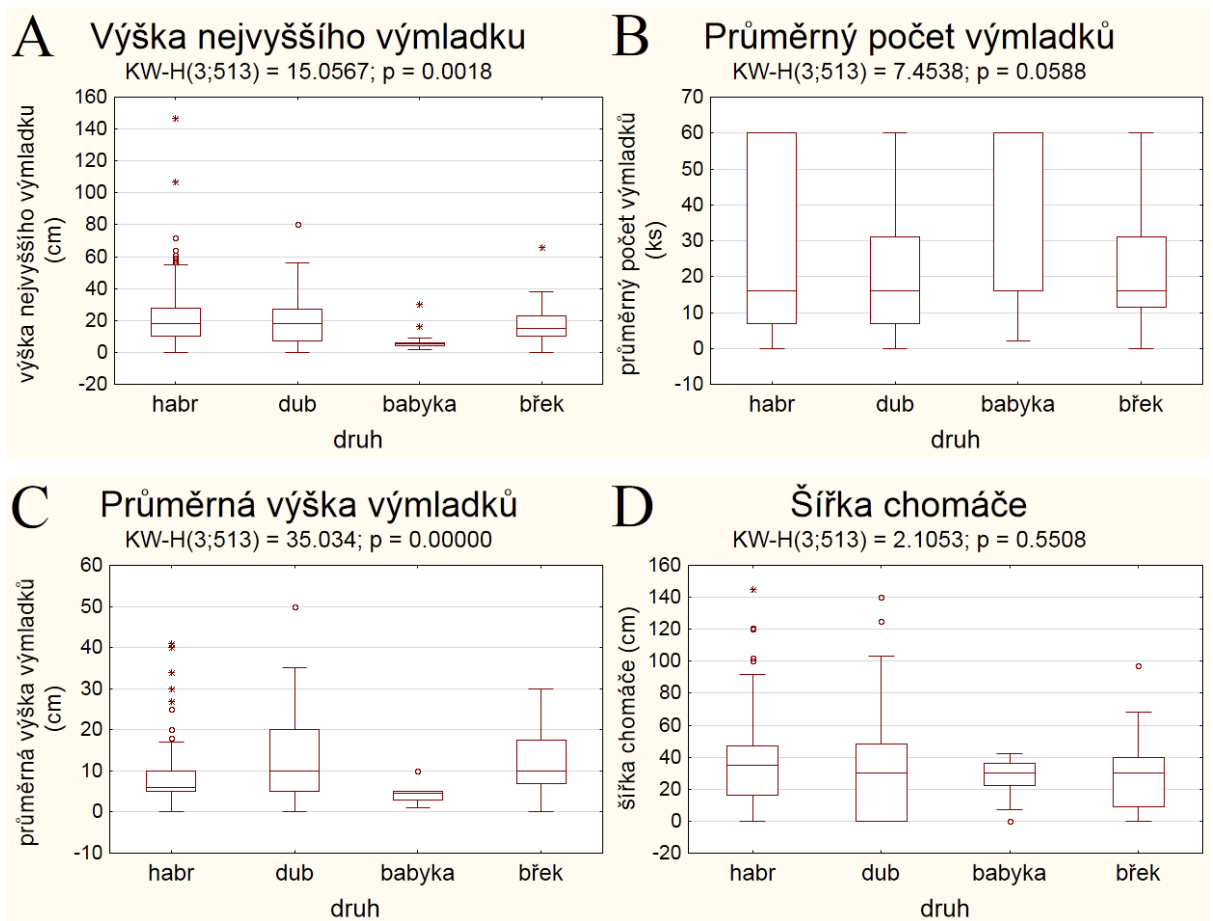 A Výška nejvyššího výmladku
KW-H(3;513) = 15.0567; p = 0.0018
160
140
120
100
80
60
40
20
0
-20
výška nejvyššího výmladku
(cm)
habr dub babyka břek
druh
B Průměrný počet výmladků
KW-H(3;513) = 7.4538; p = 0.0588
70
60
50
40
30
20
10
0
-10
průměrný počet výmladků
(ks)
habr dub babyka břek
druh
C Průměrná výška výmladků
KW-H(3;513) = 35.034; p = 0.00000
60
50
40
30
20
10
0
-10
průměrná výška výmladků
(cm)
habr dub babyka břek
druh
D Šířka chomáče
KW-H(3;513) = 2.1053; p = 0.5508
160
140
120
100
80
60
40
20
0
-20
šířka chomáče (cm)
habr dub babyka břek
druh